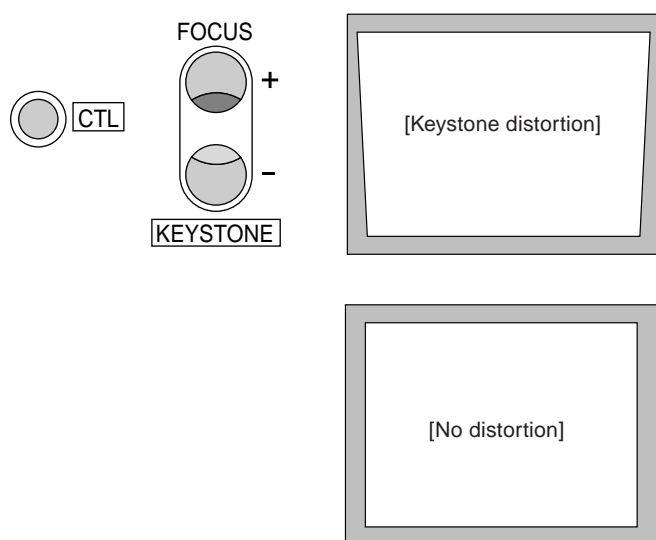 FOCUS
+
CTL
-
KEYSTONE
[Keystone distortion]
[No distortion]